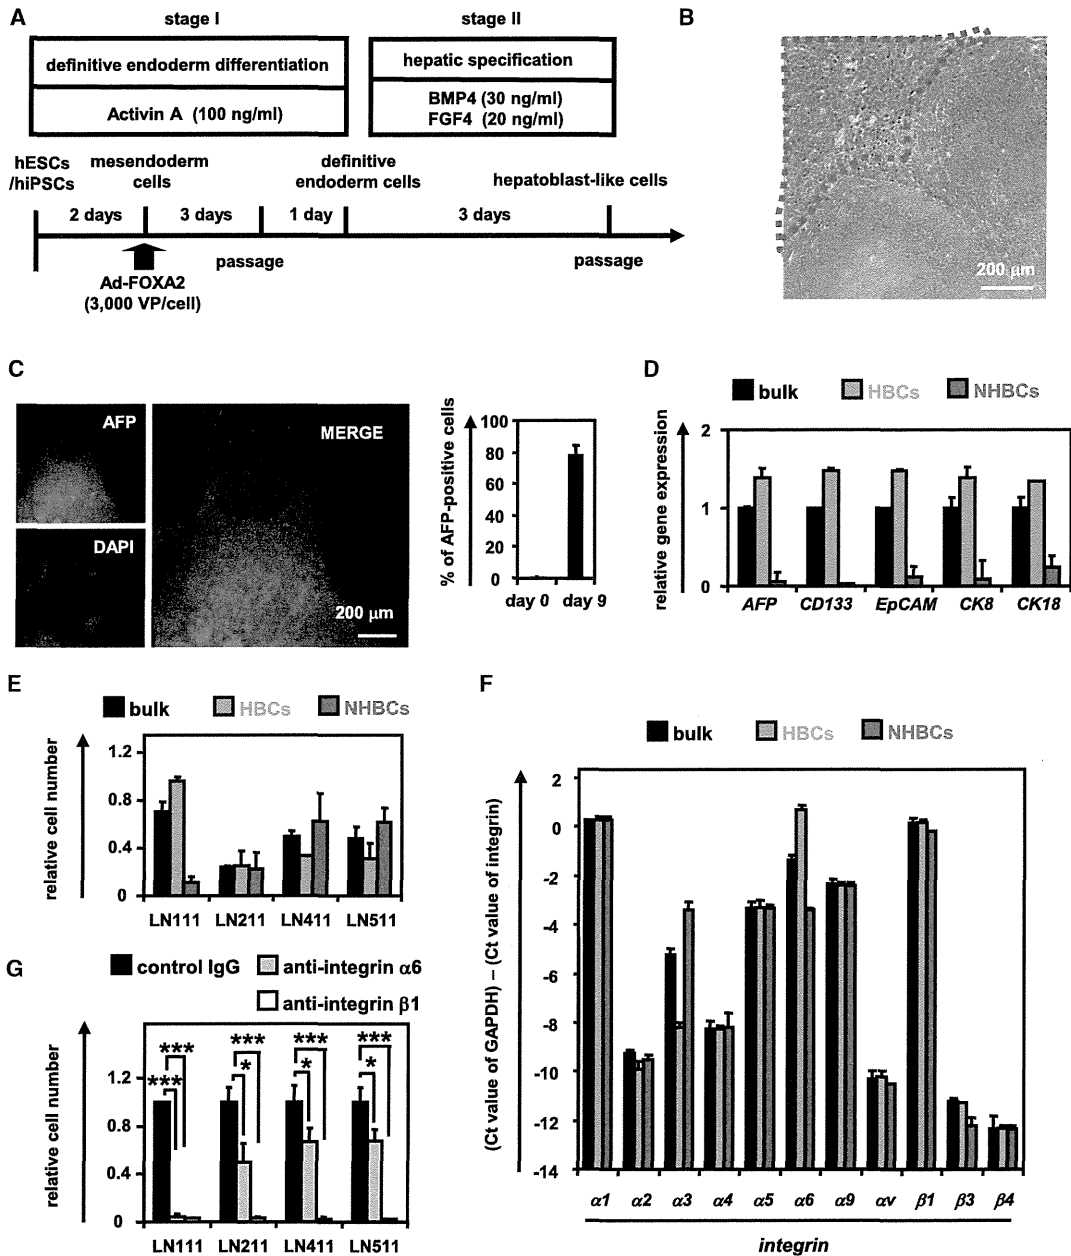 A
stage I
stage II
definitive endoderm differentiation
hepatic specification
Activin A (100 ng/ml)
BMP4 (30 ng/ml)
FGF4 (20 ng/ml)
hESCs
/hiPSCs
mesendoderm
cells
definitive
endoderm cells
hepatoblast-like cells
2 days
3 days
1 day
3 days
passage
passage
Ad-FOXA2
(3,000 VP/cell)
B
200 μm
C
AFP
DAPI
MERGE
200 μm
% of AFP-positive cells
100
80
60
40
20
0
day 0
day 9
D
bulk
HBCs
NHBCs
relative gene expression
2
1
0
AFP
CD133
EpCAM
CK8
CK18
E
bulk
HBCs
NHBCs
relative cell number
1.2
0.8
0.4
0
LN111
LN211
LN411
LN511
F
bulk
HBCs
NHBCs
(Ct value of GAPDH) – (Ct value of integrin)
2
0
-2
-4
-6
-8
-10
-12
-14
α1
α2
α3
α4
α5
α6
α9
αv
β1
β3
β4
integrin
G
control IgG
anti-integrin α6
anti-integrin β1
relative cell number
1.2
0.8
0.4
0
***
***
***
*
***
*
***
*
LN111
LN211
LN411
LN511